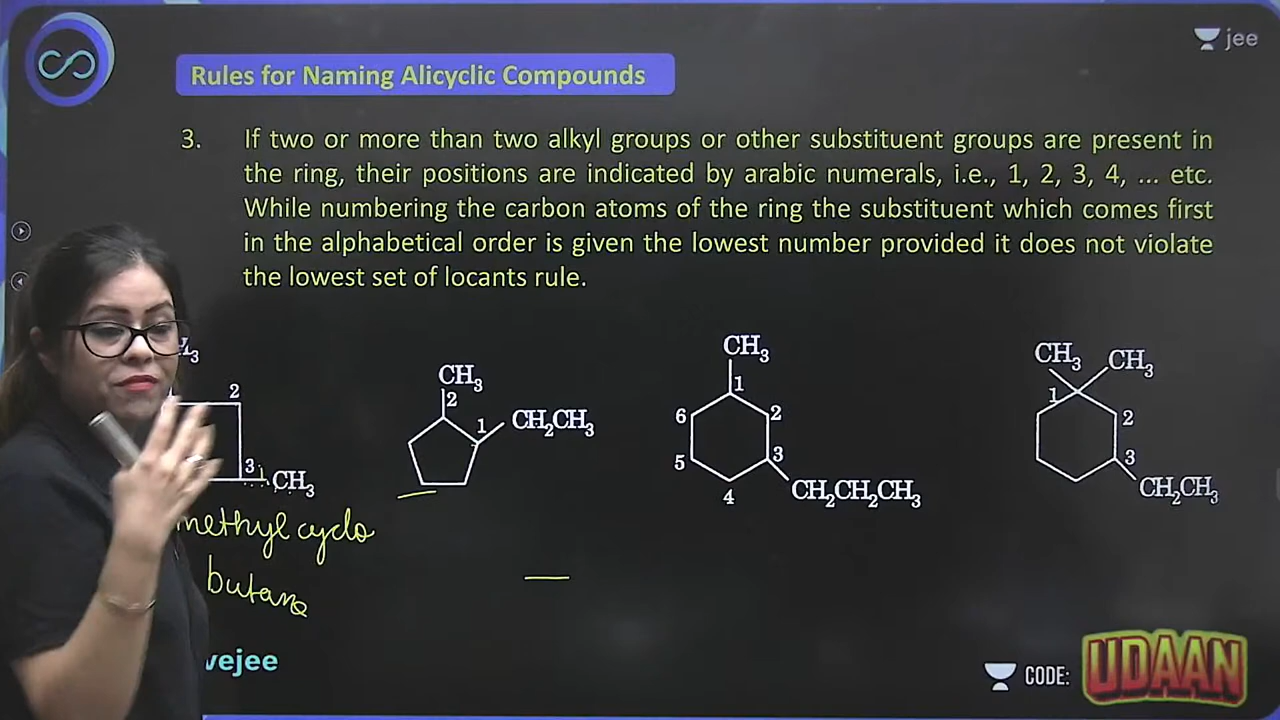 jee
Rules for Naming Alicyclic Compounds
3. If two or more than two alkyl groups or other substituent groups are present in
the ring, their positions are indicated by arabic numerals, i.e., 1, 2, 3, 4, ... etc.
While numbering the carbon atoms of the ring the substituent which comes first
in the alphabetical order is given the lowest number provided it does not violate
the lowest set of locants rule.
2
3
CH₃
methyl cyclo
butane
CH₃
2
1
CH₂CH₃
CH₃
1
6
2
5
3
4
CH₂CH₂CH₃
CH₃
CH₃
1
2
3
CH₂CH₃
vejee
CODE:
UDAAN